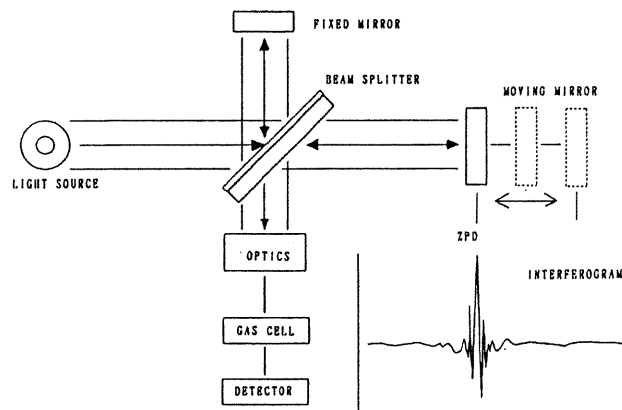 FIXED MIRROR
BEAM SPLITTER
MOVING MIRROR
LIGHT SOURCE
ZPD
OPTICS
INTERFEROGRAM
GAS CELL
DETECTOR